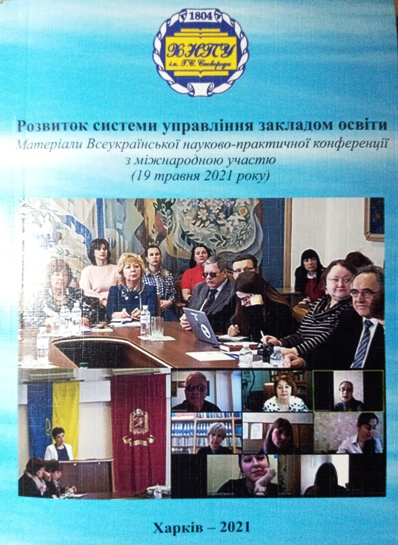 1804
ХНПУ
ім. Г.С. Сковороди
Розвиток системи управління закладом освіти
Матеріали Всеукраїнської науково-практичної конференції
з міжнародною участю
(19 травня 2021 року)
Харків – 2021